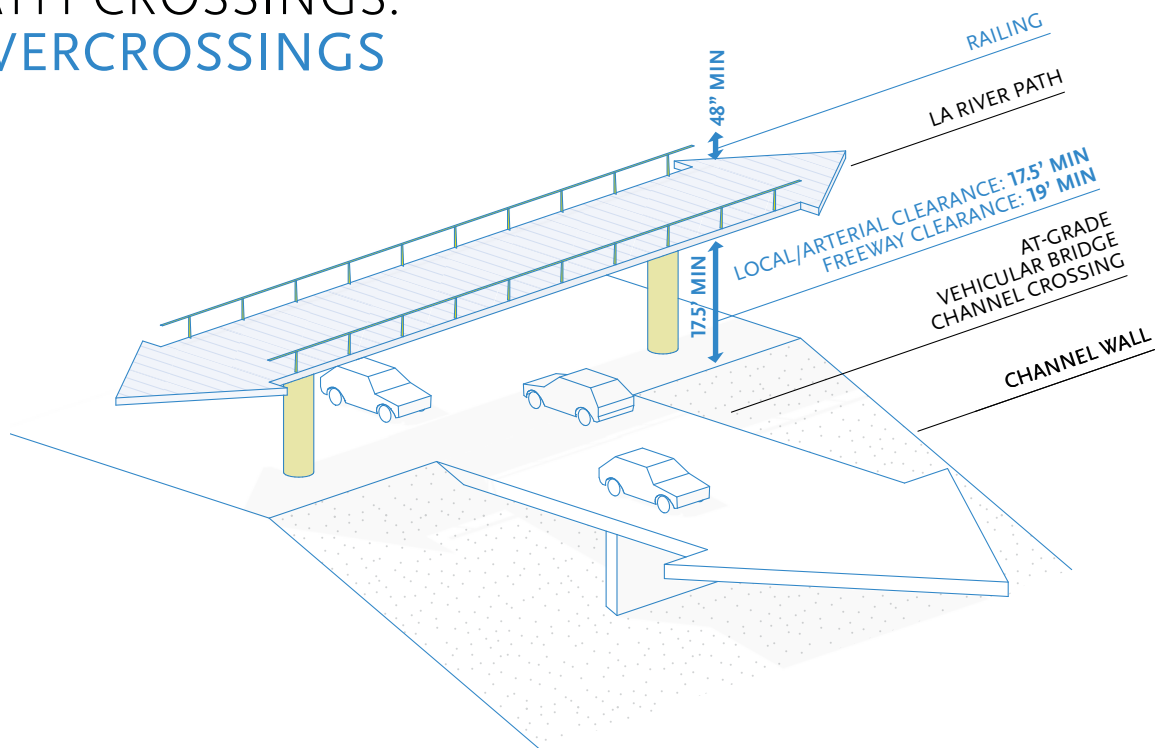 CROSSINGS:
VERCROSSINGS
RAILING
48” MIN
LA RIVER PATH
LOCAL/ARTERIAL CLEARANCE: 17.5’ MIN
FREEWAY CLEARANCE: 19’ MIN
17.5’ MIN
AT-GRADE
VEHICULAR BRIDGE
CHANNEL CROSSING
CHANNEL WALL